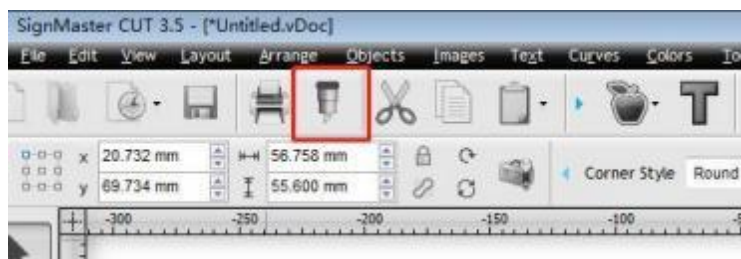 SignMaster CUT 3.5 - [*Untitled.vDoc]
File Edit View Layout Arrange Objects Images Text Curves Colors To
x 20.732 mm 56.758 mm
Corner Style Round
y 69.734 mm 55.600 mm
-300 -250 -200 -150 -100